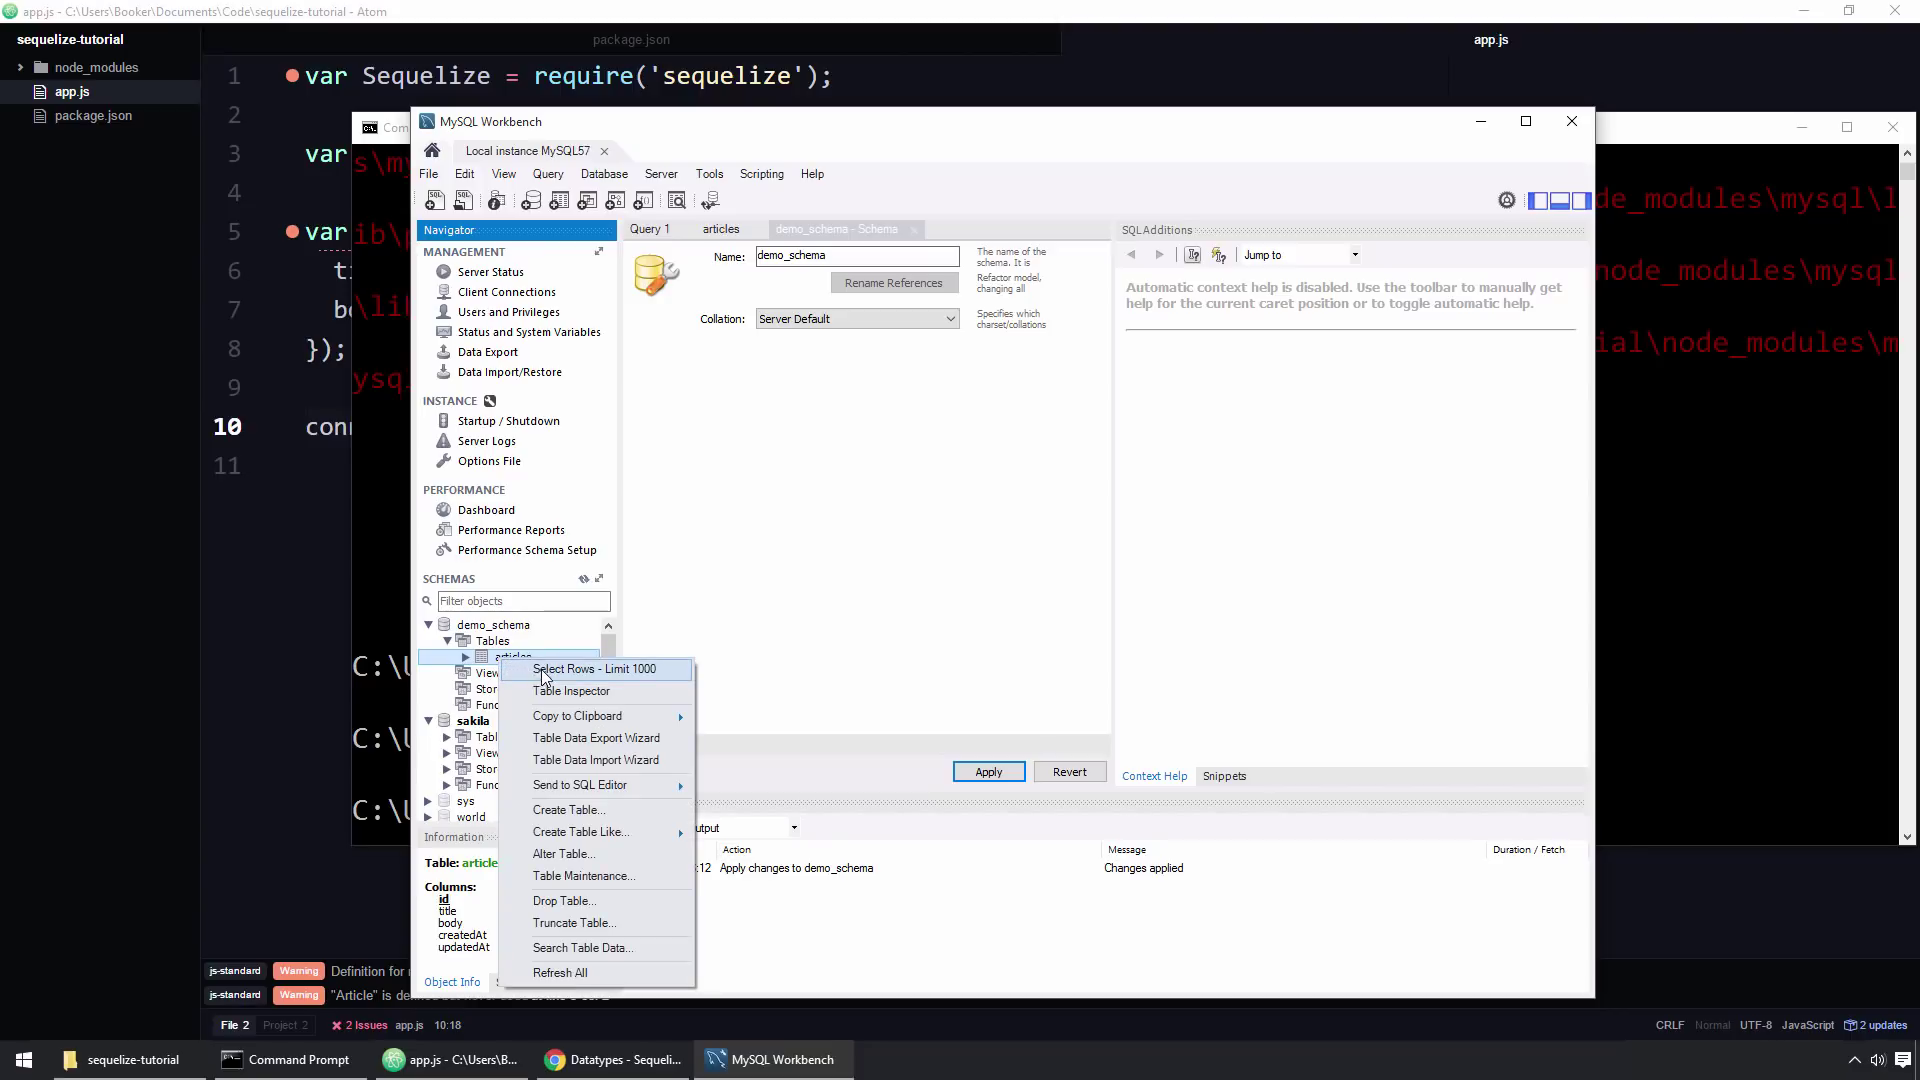 app.js - C:\Users\Booker\Documents\Code\sequelize-tutorial - Atom
sequelize-tutorial
package.json
app.js
node_modules
app.js
package.json
1 var Sequelize = require('sequelize');
2
3 var
4
5 var
6
7
8 });
9
10 conn
11
MySQL Workbench
Local instance MySQL57
File Edit View Query Database Tools Server Scripting Help
Navigator
MANAGEMENT
Server Status
Client Connections
Users and Privileges
Status and System Variables
Data Export
Data Import/Restore
INSTANCE
Startup / Shutdown
Server Logs
Options File
PERFORMANCE
Dashboard
Performance Reports
Performance Schema Setup
SCHEMAS
Filter objects
demo_schema
Tables
articles
View
Stor
Func
sakila
Tabl
View
Stor
Func
sys
world
Information
Table: article
Columns:
id
title
body
createdAt
updatedAt
Object Info
Query 1
articles
demo_schema - Schema
Name: demo_schema
The name of the
schema. It is
Rename References
Refactor model,
changing all
Collation: Server Default
Specifies which
charset/collations
Apply
Revert
SQLAdditions
Jump to
Automatic context help is disabled. Use the toolbar to manually get
help for the current caret position or to toggle automatic help.
Context Help
Snippets
Select Rows - Limit 1000
Table Inspector
Copy to Clipboard
Table Data Export Wizard
Table Data Import Wizard
Send to SQL Editor
Create Table...
Create Table Like...
Alter Table...
Table Maintenance...
Drop Table...
Truncate Table...
Search Table Data...
Refresh All
utput
Action
Message
Duration / Fetch
:12 Apply changes to demo_schema
Changes applied
s\my
ib\p
\lib
ysq
de_modules\mysql\l
node_modules\mysql
ial\node_modules\m
C:\U
C:\U
C:\U
js-standard Warning Definition for
js-standard Warning "Article" is defined but never used
File 2 Project 2 2 Issues app.js 10:18
CRLF Normal UTF-8 JavaScript 2 updates
sequelize-tutorial
Command Prompt
app.js - C:\Users\B...
Datatypes - Sequeli...
MySQL Workbench